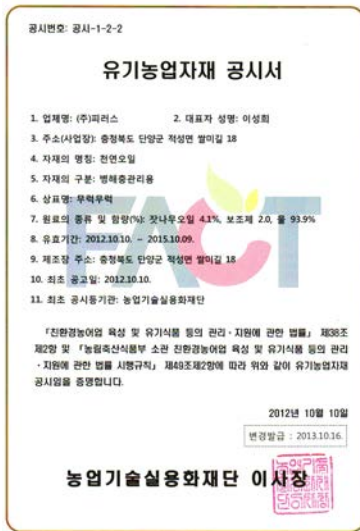 공시번호: 공시-1-2-2
유기농업자재 공시서
1. 업체명: (주)피러스 2. 대표자 성명: 이성희
3. 주소(사업장): 충청북도 단양군 적성면 쌀미길 18
4. 자재의 명칭: 천연오일
5. 자재의 구분: 병해충관리용
6. 상표명: 무럭무럭
7. 원료의 종류 및 함량(%): 잣나무오일 4.1%, 보조제 2.0, 물 93.9%
8. 유효기간: 2012.10.10. ~ 2015.10.09.
9. 제조장 주소: 충청북도 단양군 적성면 쌀미길 18
10. 최초 공고일: 2012.10.10.
11. 최초 공시등기관: 농업기술실용화재단
FACT
「친환경농어업 육성 및 유기식품 등의 관리·지원에 관한 법률」 제38조
제2항 및 「농림축산식품부 소관 친환경농어업 육성 및 유기식품 등의 관리
·지원에 관한 법률 시행규칙」 제49조제2항에 따라 위와 같이 유기농업자재
공시임을 증명합니다.
2012년 10월 10일
변경발급 : 2013.10.16.
농업기술실용화재단 이사장